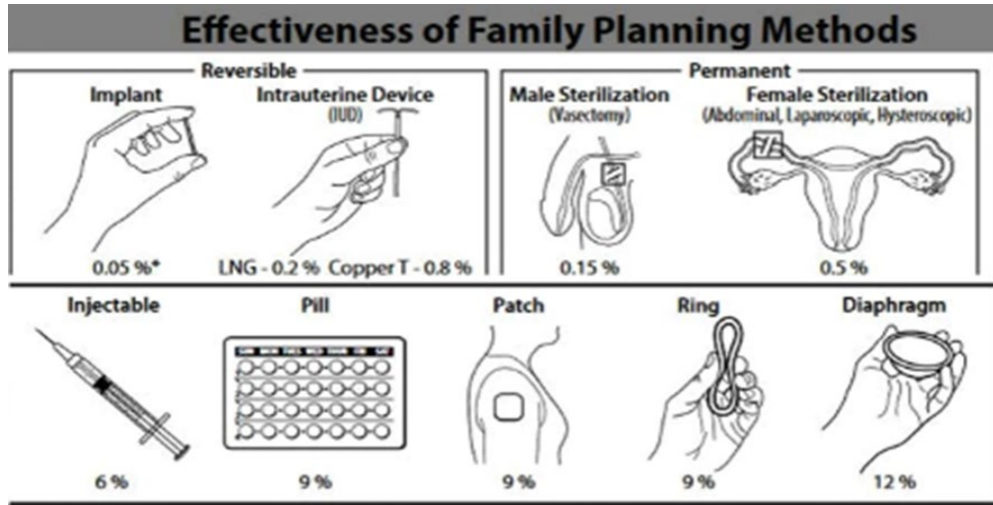 Effectiveness of Family Planning Methods
Reversible
Permanent
Implant
Intrauterine Device
(IUD)
Male Sterilization
(Vasectomy)
Female Sterilization
(Abdominal, Laparoscopic, Hysteroscopic)
0.05 %*
LNG - 0.2 % Copper T - 0.8 %
0.15 %
0.5 %
Injectable
Pill
Patch
Ring
Diaphragm
6 %
9 %
9 %
9 %
12 %